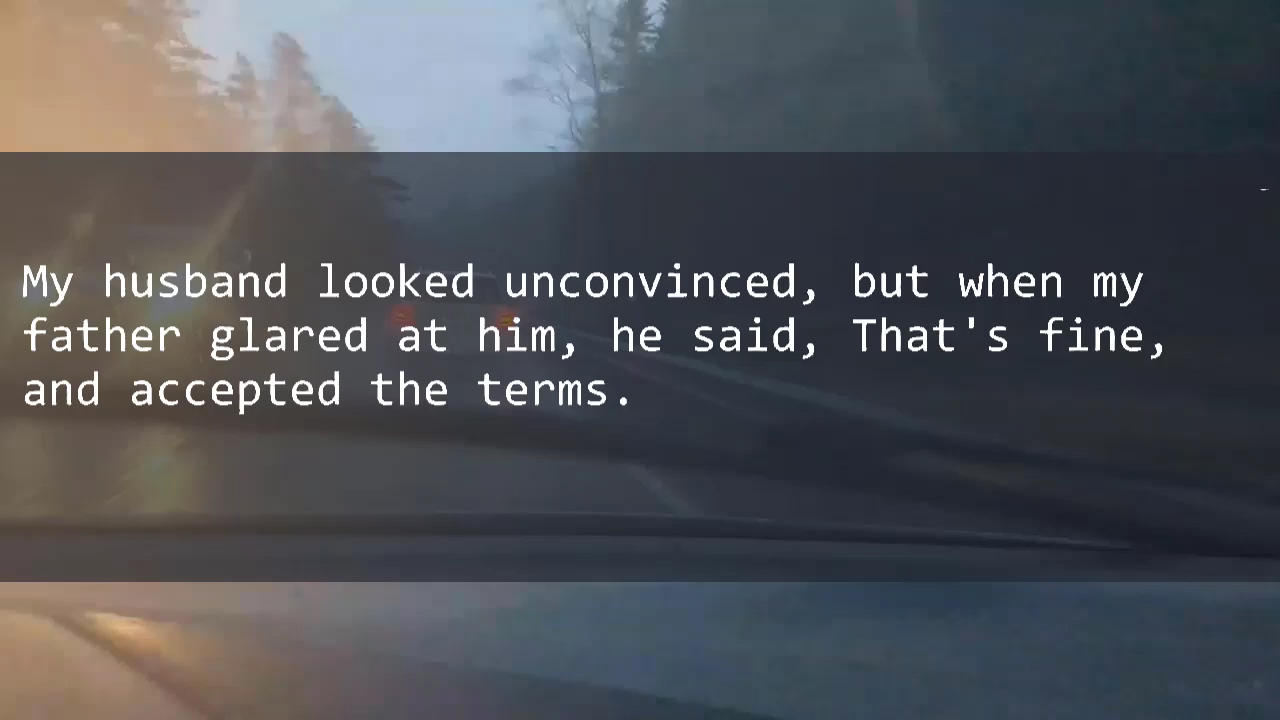 My husband looked unconvinced, but when my
father glared at him, he said, That's fine,
and accepted the terms.